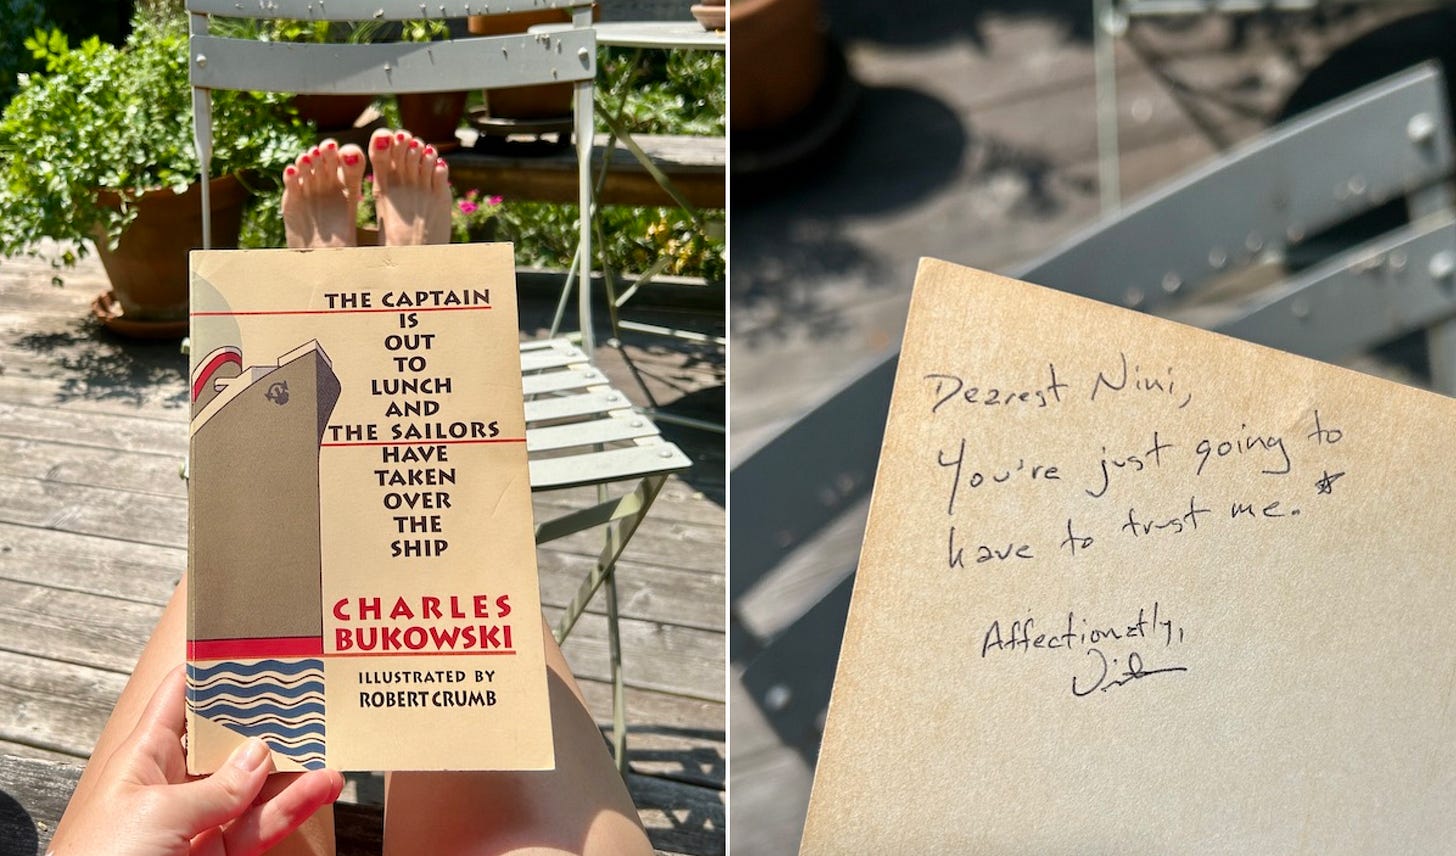 THE CAPTAIN
IS
OUT
TO
LUNCH
AND
THE SAILORS
HAVE
TAKEN
OVER
THE
SHIP
CHARLES
BUKOWSKI
ILLUSTRATED BY
ROBERT CRUMB
Dearest Nini,
You're just going to
have to trust me.*
Affectionatly,